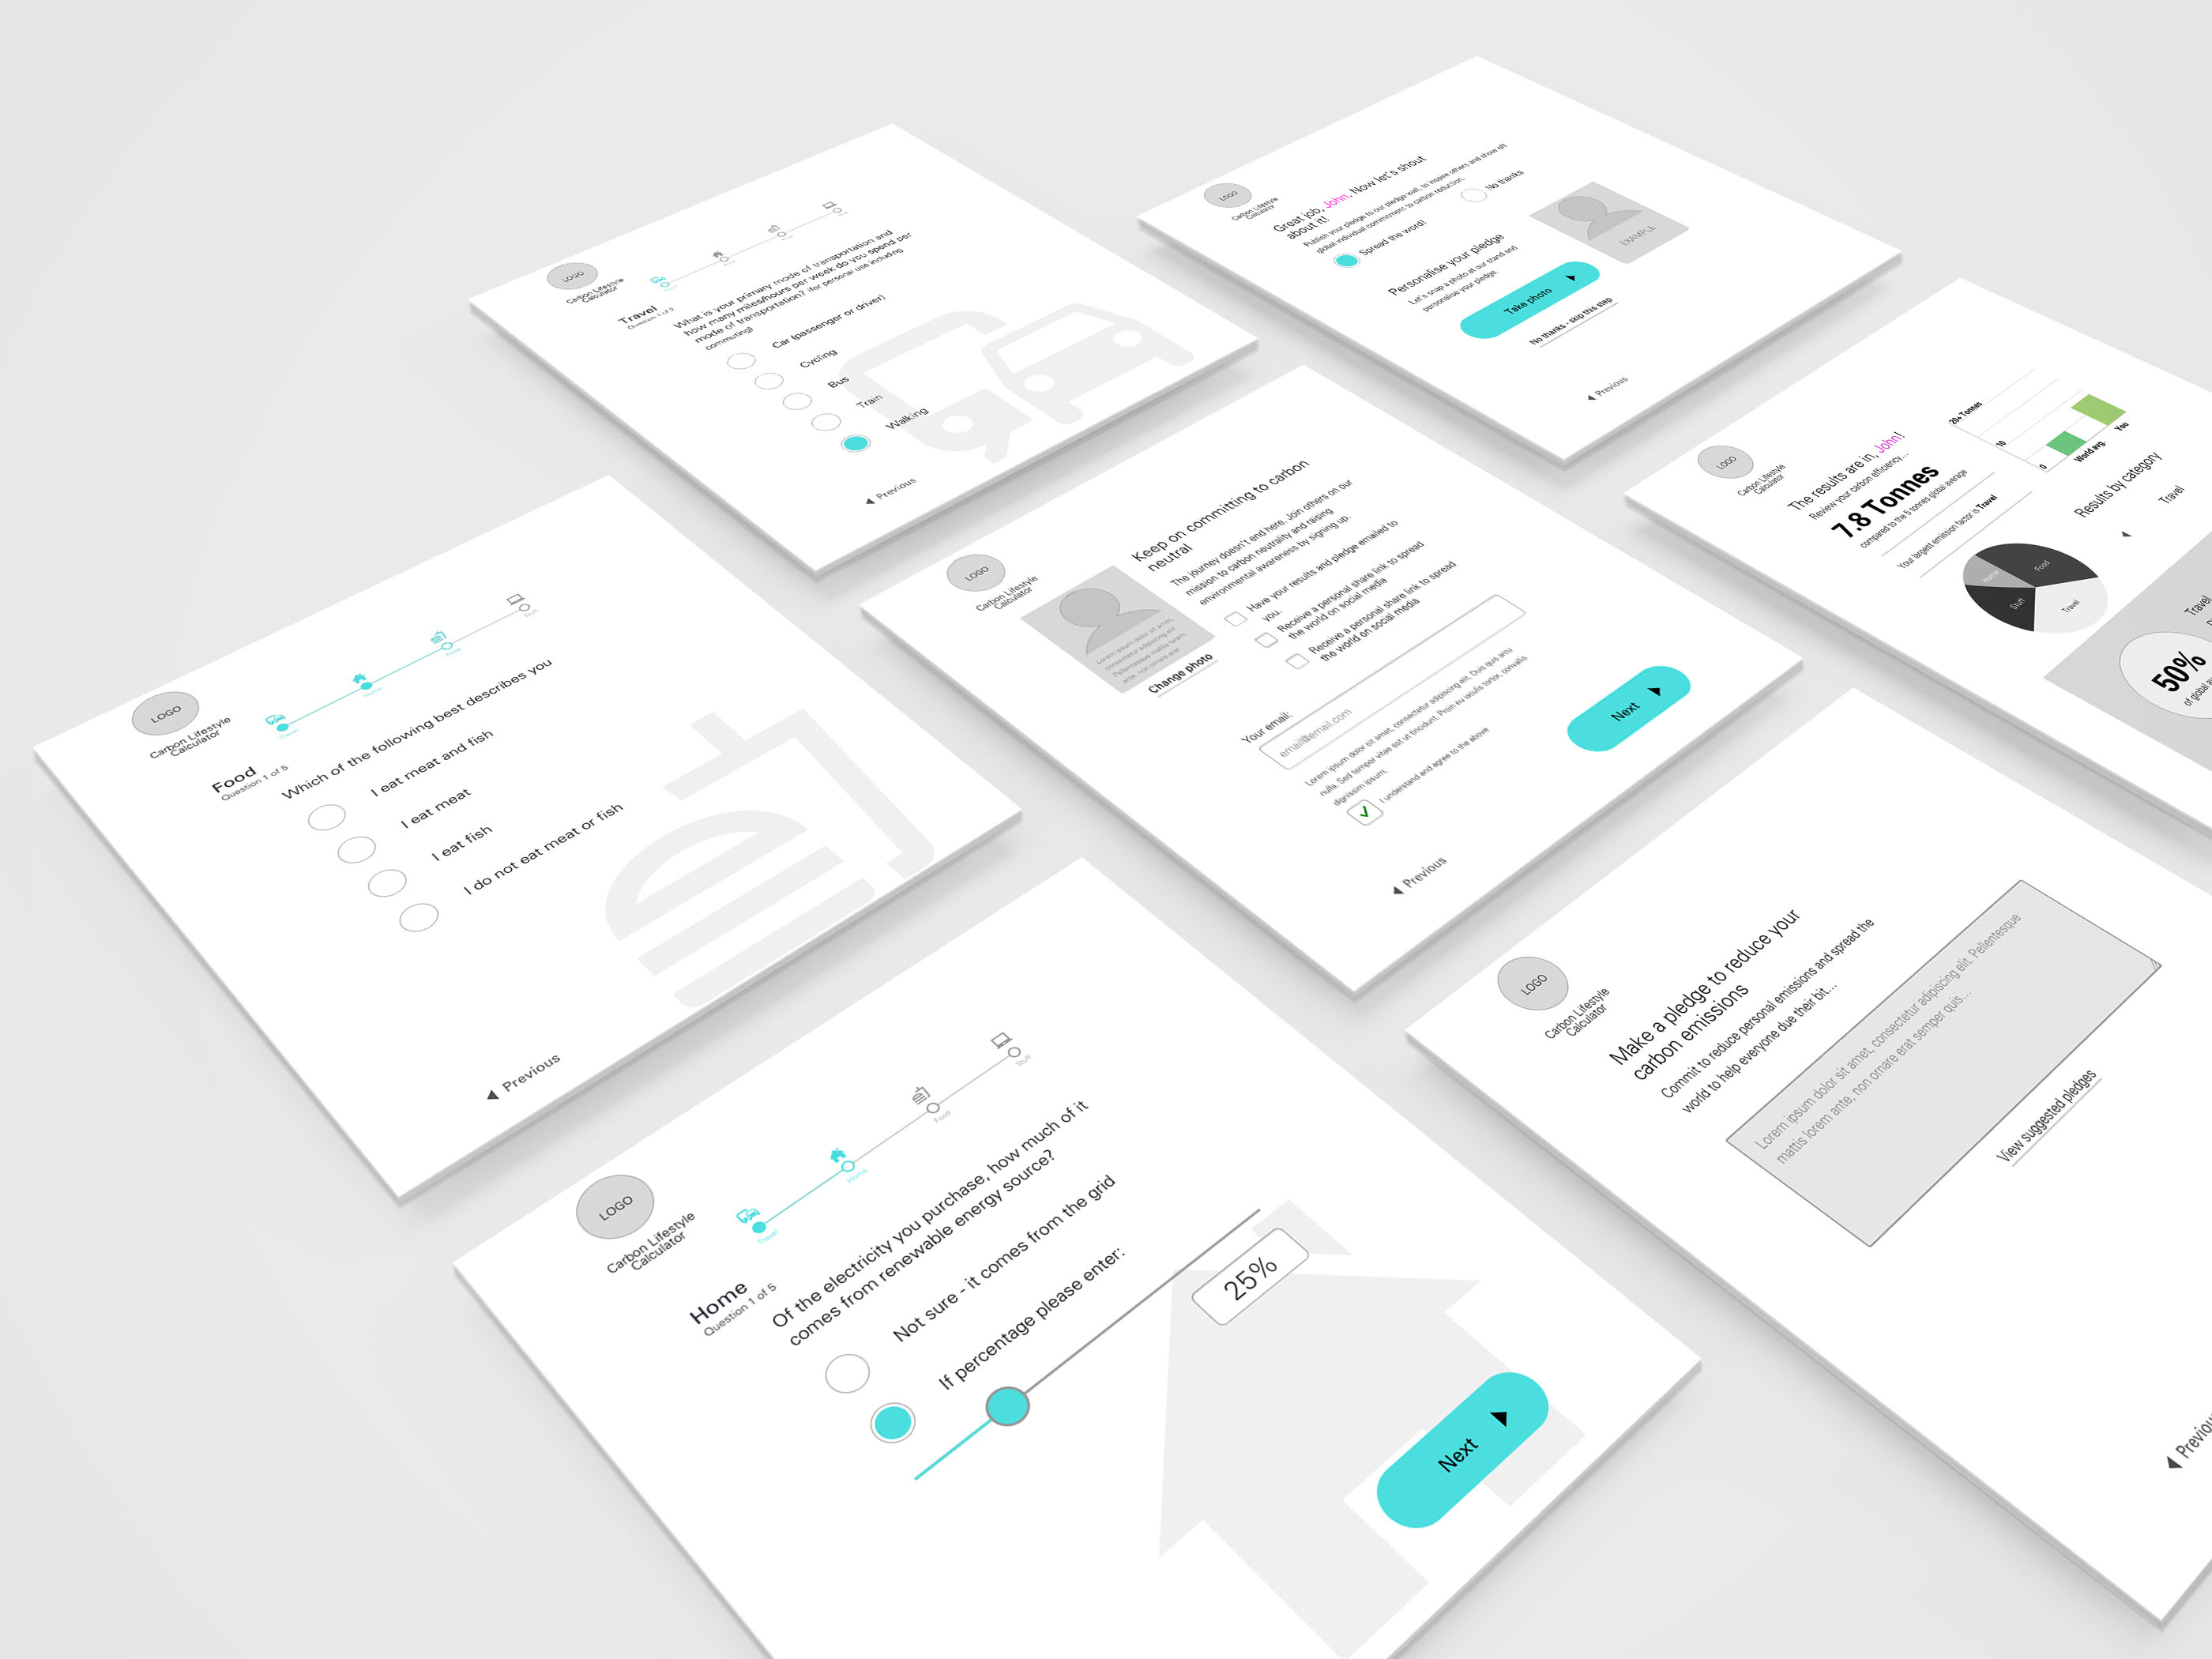 LOGO
Carbon Lifestyle
Calculator
Travel
Question 1 of 2
What is your primary mode of transportation and
how many miles/hours per week do you spend per
mode of transportation? (for personal use including
commuting)
Car (passenger or driver)
Cycling
Bus
Train
Walking
Previous
LOGO
Carbon Lifestyle
Calculator
Great job, John. Now let's shout
about it!
Publish your pledge to our pledge wall, to inspire others and show off
global individual commitment to carbon reduction.
Spread the word!
No thanks
Personalise your pledge
Let's snap a photo at our stand and
personalise your pledge.
EXAMPLE
Take photo
No thanks - skip this step
Previous
LOGO
Carbon Lifestyle
Calculator
Travel
Home
Food
Stuff
Food
Question 1 of 5
Which of the following best describes you
I eat meat and fish
I eat meat
I eat fish
I do not eat meat or fish
Previous
LOGO
Carbon Lifestyle
Calculator
Keep on committing to carbon
neutral
The journey doesn't end here. Join others on our
mission to carbon neutrality and raising
environmental awareness by signing up.
Lorem ipsum dolor sit amet,
consectetur adipiscing elit.
Pellentesque mattis lorem
ante, non ornare erat
Change photo
Have your results and pledge emailed to
you.
Receive a personal share link to spread
the world on social media
Receive a personal share link to spread
the world on social media
Your email:
email@email.com
Lorem ipsum dolor sit amet, consectetur adipiscing elit. Duis quis arcu
nulla. Sed tempor vitae est ut tincidunt. Proin eu iaculis tortor, convallis
dignissim ipsum.
I understand and agree to the above
Next
Previous
LOGO
Carbon Lifestyle
Calculator
The results are in, John!
Review your carbon efficiency...
7.8 Tonnes
compared to the 5 tonnes global average
Your largest emission factor is Travel
20+ Tonnes
10
0
World avg.
You
Home
Food
Stuff
Travel
Results by category
Travel
Travel
50%
of global a
LOGO
Carbon Lifestyle
Calculator
Travel
Home
Food
Stuff
Home
Question 1 of 5
Of the electricity you purchase, how much of it
comes from renewable energy source?
Not sure - it comes from the grid
If percentage please enter:
25%
Next
LOGO
Carbon Lifestyle
Calculator
Make a pledge to reduce your
carbon emissions
Commit to reduce personal emissions and spread the
world to help everyone due their bit...
Lorem ipsum dolor sit amet, consectetur adipiscing elit. Pellentesque
mattis lorem ante, non ornare erat semper quis...
View suggested pledges
Previou